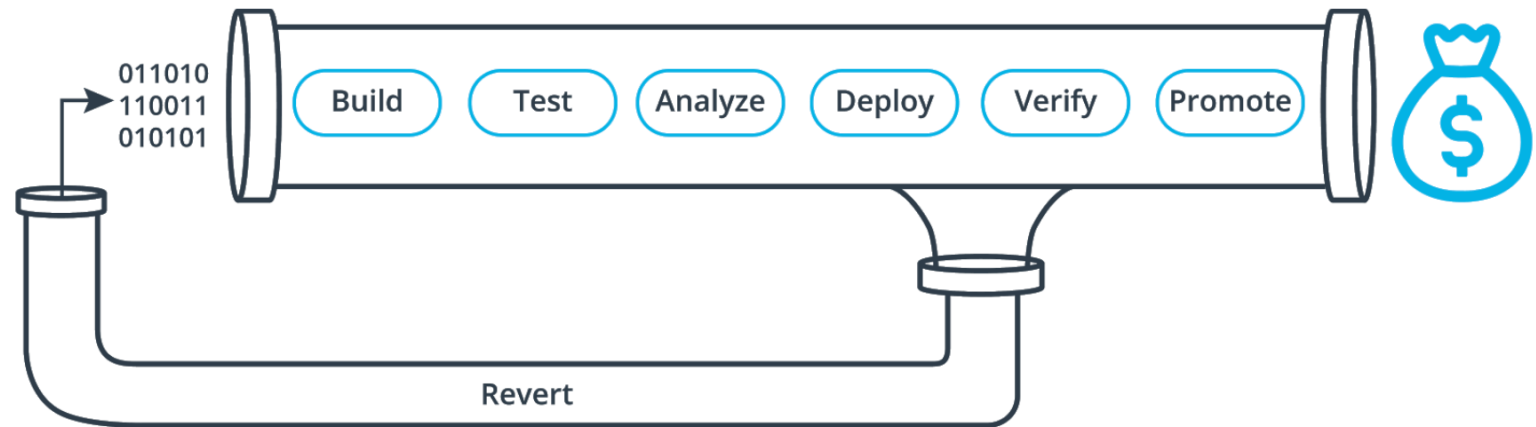 011010
110011
010101
Build
Test
Analyze
Deploy
Verify
Promote
$
Revert